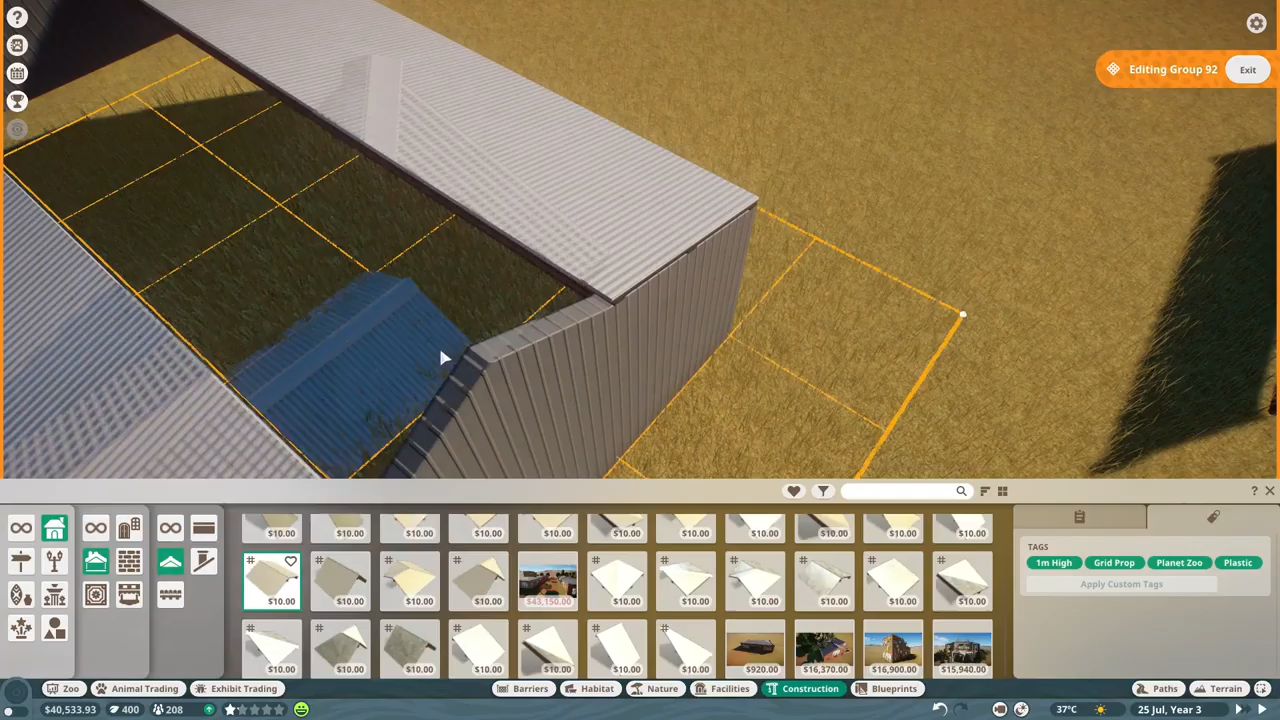 Editing Group 92
Exit
$10.00 $10.00 $10.00 $10.00 $10.00 $10.00 $10.00 $10.00 $10.00 $10.00 $10.00
$10.00 $10.00 $10.00 $10.00 $43,150.00 $10.00 $10.00 $10.00 $10.00 $10.00 $10.00
$10.00 $10.00 $10.00 $10.00 $10.00 $10.00 $10.00 $920.00 $16,370.00 $16,900.00 $15,940.00
TAGS
1m High Grid Prop Planet Zoo Plastic
Apply Custom Tags
Zoo Animal Trading Exhibit Trading Barriers Habitat Nature Facilities Construction Blueprints Paths Terrain
$40,533.93 400 208 37°C 25 Jul, Year 3